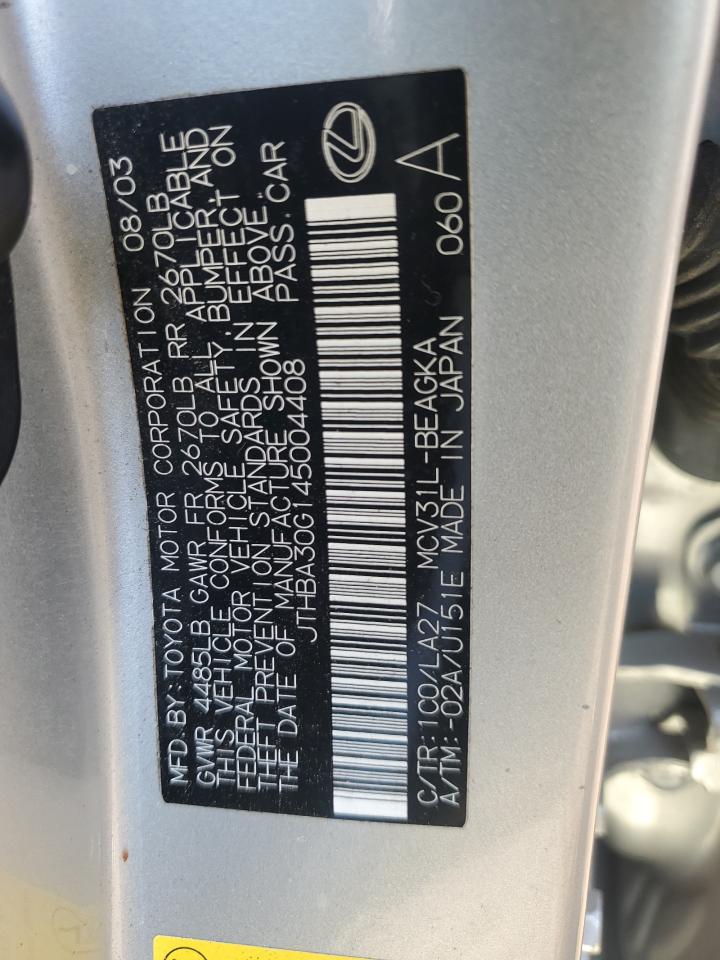 MFD BY:TOYOTA MOTOR CORPORATION 08/03
GVWR 4485LB GAWR FR 2670LB RR 2670LB
THIS VEHICLE CONFORMS TO ALL APPLICABLE
FEDERAL MOTOR VEHICLE SAFETY, BUMPER, AND
THEFT PREVENTION STANDARDS IN EFFECT ON
THE DATE OF MANUFACTURE SHOWN ABOVE.
JTHBA30G145004408 PASS.CAR
C/TR:1C0/LA27 MCV31L-BEAGKA 060 A
A/TM:-02A/U151E MADE IN JAPAN